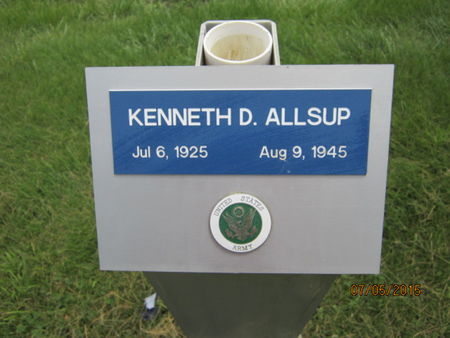 KENNETH D. ALLSUP
Jul 6, 1925 Aug 9, 1945
UNITED STATES
ARMY
07/05/2015